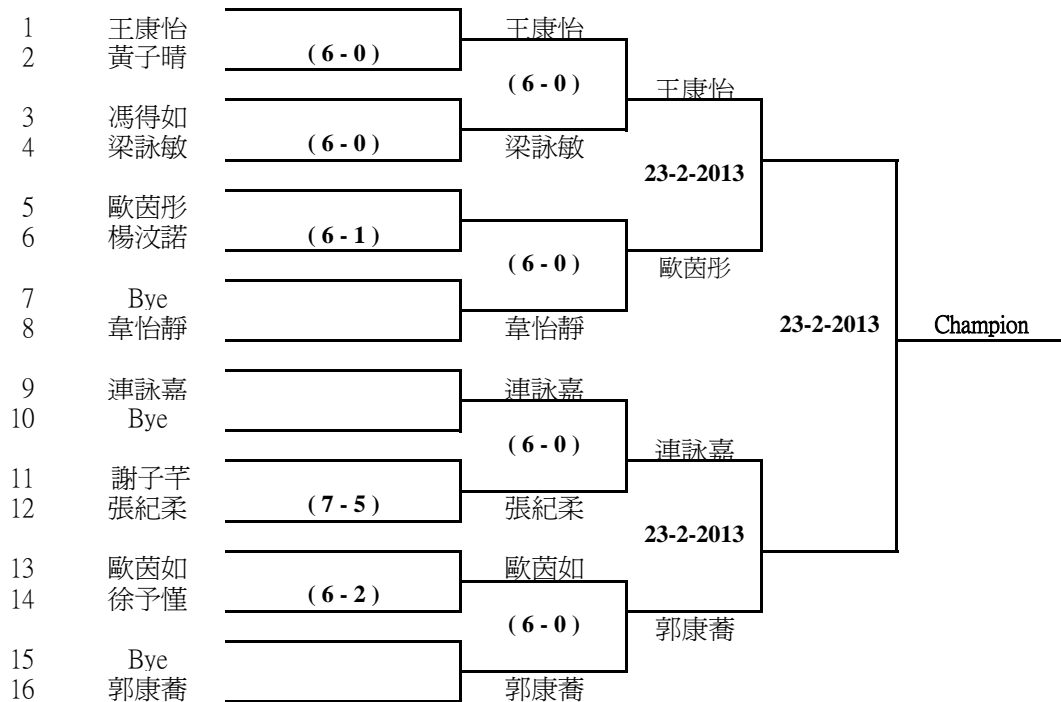 1 王康怡 王康怡
2 黃子晴 ( 6 - 0 )
( 6 - 0 ) 王康怡
3 馮得如
4 梁詠敏 ( 6 - 0 ) 梁詠敏
23-2-2013
5 歐茵彤
6 楊汶諾 ( 6 - 1 )
( 6 - 0 ) 歐茵彤
7 Bye
8 韋怡靜 韋怡靜
23-2-2013 Champion
9 連詠嘉 連詠嘉
10 Bye
( 6 - 0 ) 連詠嘉
11 謝子芊
12 張紀柔 ( 7 - 5 ) 張紀柔
23-2-2013
13 歐茵如 歐茵如
14 徐予慬 ( 6 - 2 )
( 6 - 0 ) 郭康蕎
15 Bye
16 郭康蕎 郭康蕎